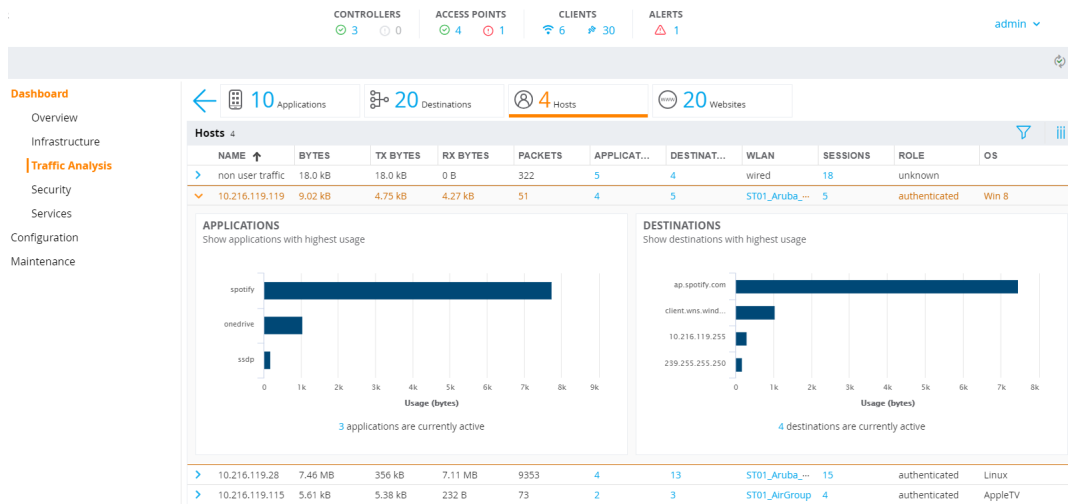 CONTROLLERS ACCESS POINTS CLIENTS ALERTS
3 0 4 1 6 30 1
admin
Dashboard
Overview
Infrastructure
Traffic Analysis
Security
Services
Configuration
Maintenance
10 Applications 20 Destinations 4 Hosts www 20 Websites
Hosts 4
NAME BYTES TX BYTES RX BYTES PACKETS APPLICAT... DESTINAT... WLAN SESSIONS ROLE OS
non user traffic 18.0 kB 18.0 kB 0 B 322 5 4 wired 18 unknown
10.216.119.119 9.02 kB 4.75 kB 4.27 kB 51 4 5 ST01_Aruba_... 5 authenticated Win 8
APPLICATIONS
Show applications with highest usage
spotify
onedrive
ssdp
0 1k 2k 3k 4k 5k 6k 7k 8k 9k
Usage (bytes)
3 applications are currently active
DESTINATIONS
Show destinations with highest usage
ap.spotify.com
client.wns.wind...
10.216.119.255
239.255.255.250
0 1k 2k 3k 4k 5k 6k 7k 8k
Usage (bytes)
4 destinations are currently active
10.216.119.28 7.46 MB 356 kB 7.11 MB 9353 4 13 ST01_Aruba_... 15 authenticated Linux
10.216.119.115 5.61 kB 5.38 kB 232 B 73 2 3 ST01_AirGroup 4 authenticated AppleTV